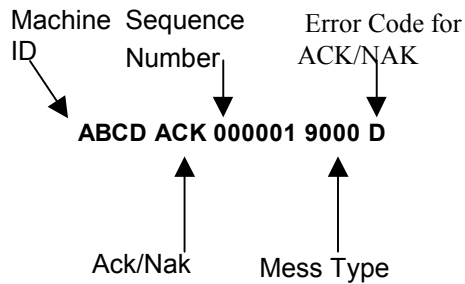 Machine ID
Sequence Number
Error Code for ACK/NAK
ABCD ACK 000001 9000 D
Ack/Nak
Mess Type